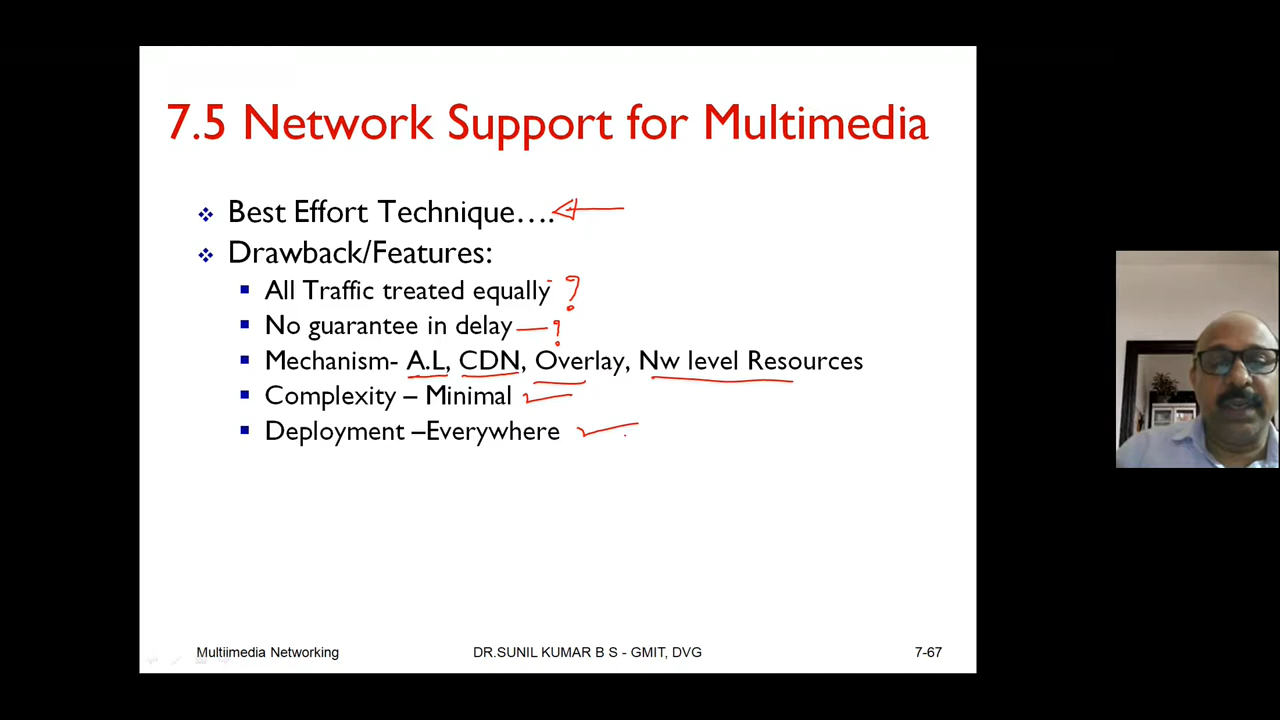 7.5 Network Support for Multimedia
Best Effort Technique….
Drawback/Features:
All Traffic treated equally ?
No guarantee in delay — ?
Mechanism- A.L, CDN, Overlay, Nw level Resources
Complexity – Minimal
Deployment –Everywhere
Multiimedia Networking
DR.SUNIL KUMAR B S - GMIT, DVG
7-67